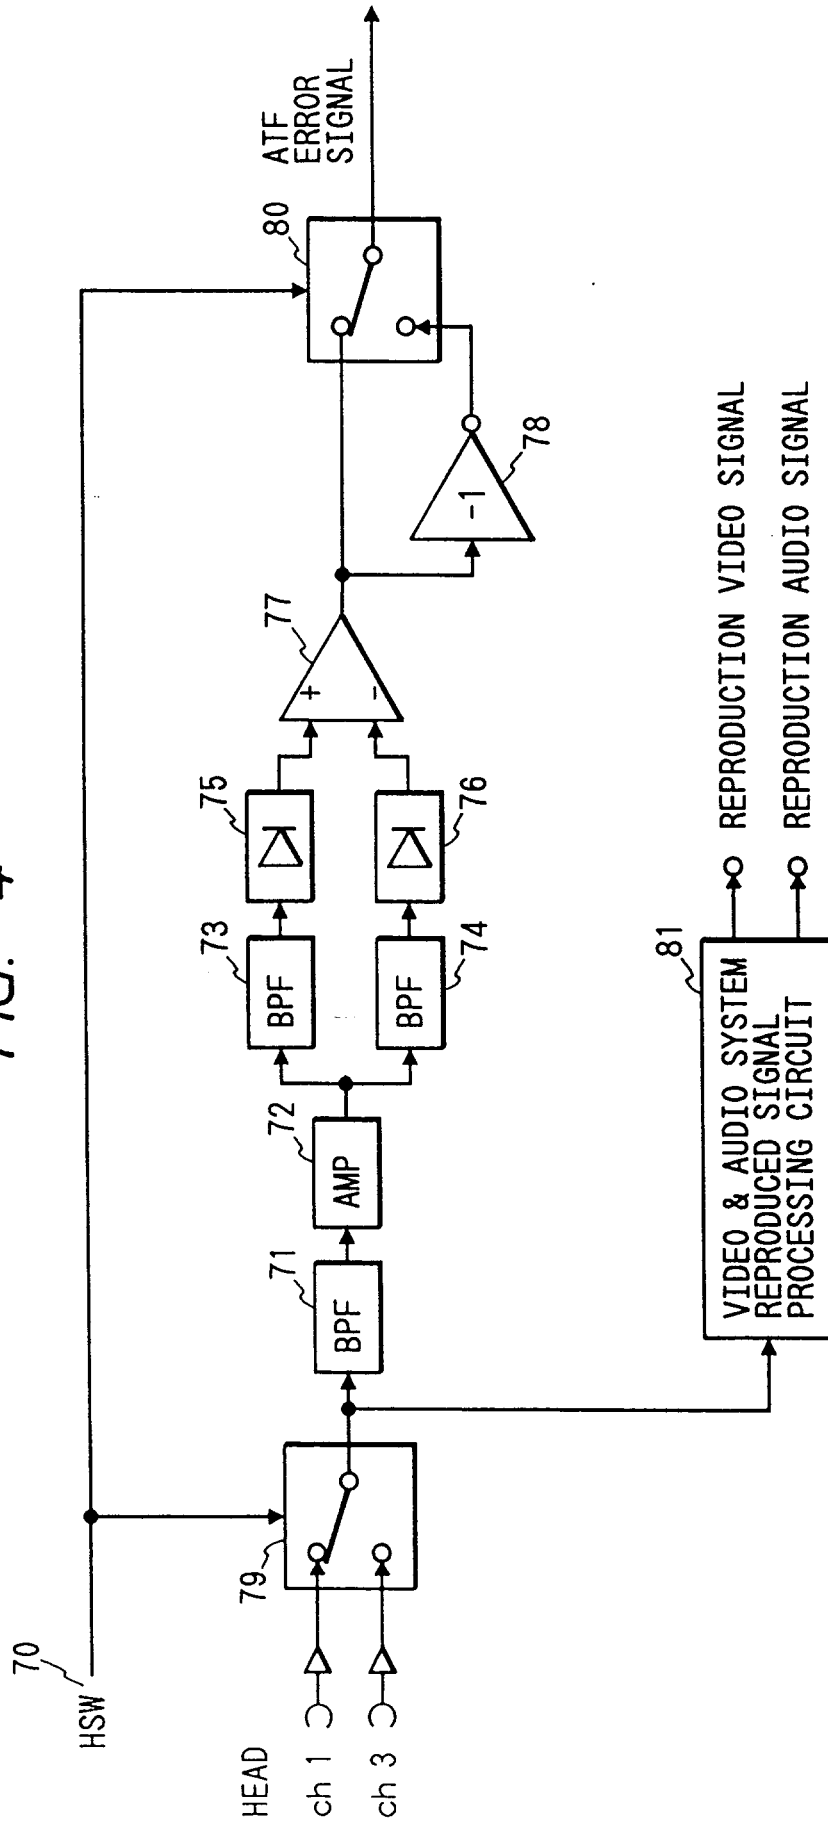 FIG. 4
HSW
70
HEAD
ch 1
ch 3
79
BPF
71
AMP
72
BPF
73
BPF
74
75
76
+
-
77
-1
78
80
ATF
ERROR
SIGNAL
81
VIDEO & AUDIO SYSTEM
REPRODUCED SIGNAL
PROCESSING CIRCUIT
REPRODUCTION VIDEO SIGNAL
REPRODUCTION AUDIO SIGNAL